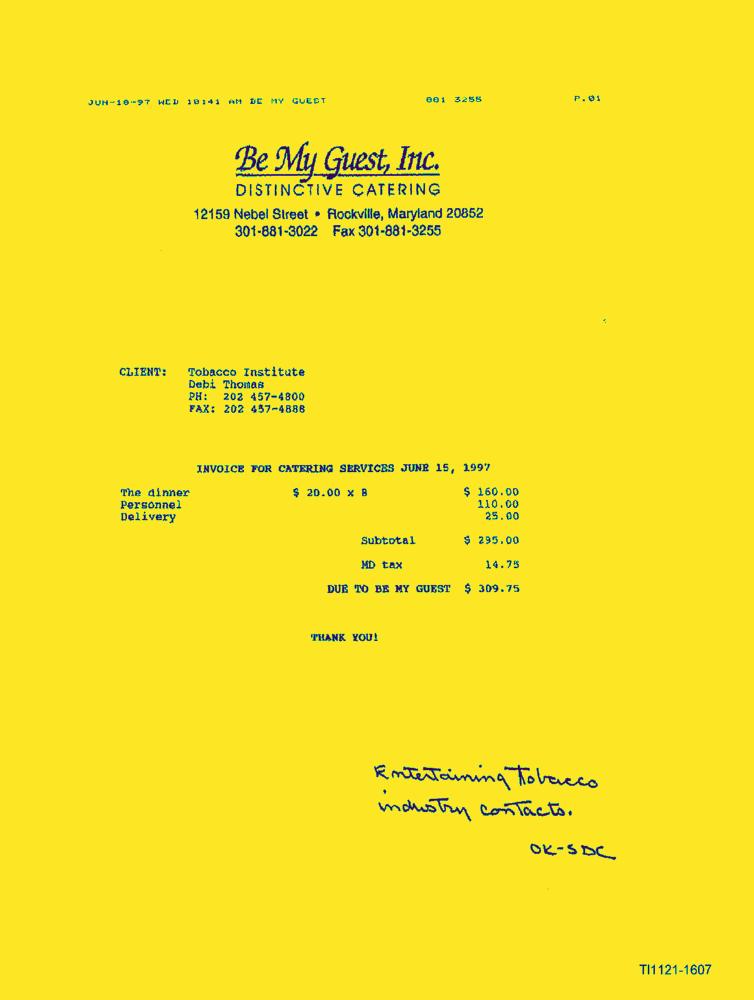 JUN-18-97 WED 10:41 AM BE MY GUEST 881 3255 P.01
Be My Guest, Inc.
DISTINCTIVE CATERING
12159 Nebel Street • Rockville, Maryland 20852
301-881-3022 Fax 301-881-3255
CLIENT: Tobacco Institute
Debi Thomas
PH: 202 457-4800
FAX: 202 457-4888
INVOICE FOR CATERING SERVICES JUNE 15, 1997
The dinner $ 20.00 x 8 $ 160.00
Personnel 110.00
Delivery 25.00
Subtotal $ 295.00
MD tax 14.75
DUE TO BE MY GUEST $ 309.75
THANK YOU!
Entertaining Tobacco
industry contacts.
OK-SDC
TI1121-1607